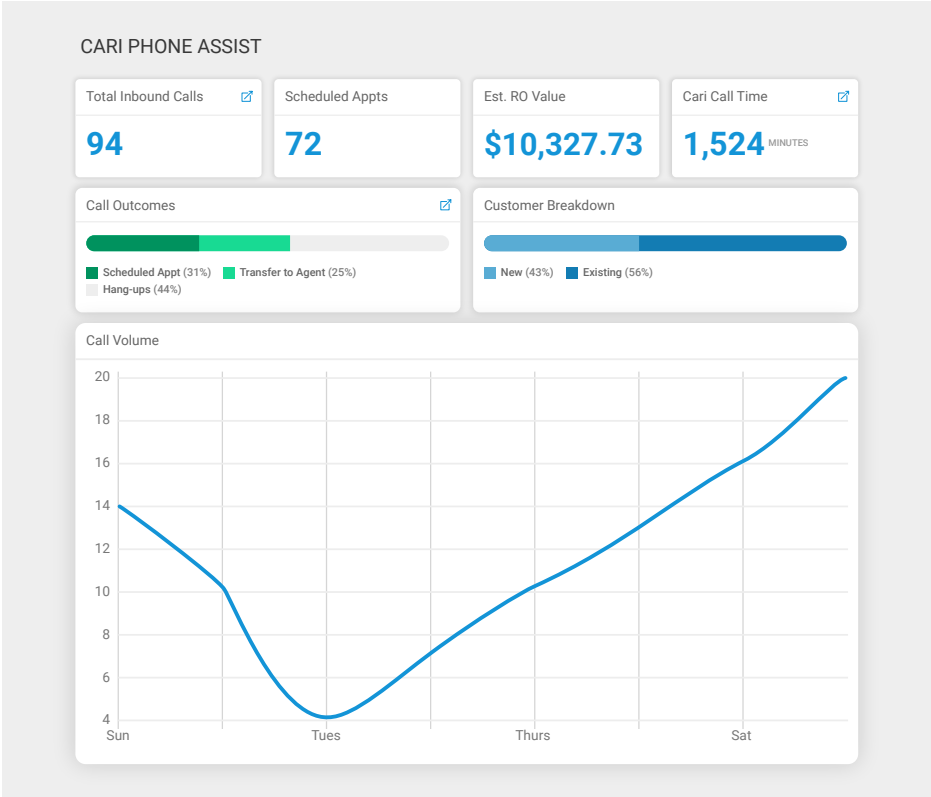 CARI PHONE ASSIST
Total Inbound Calls
94
Scheduled Appts
72
Est. RO Value
$10,327.73
Cari Call Time
1,524 MINUTES
Call Outcomes
Scheduled Appt (31%) Transfer to Agent (25%)
Hang-ups (44%)
Customer Breakdown
New (43%) Existing (56%)
Call Volume
20
18
16
14
12
10
8
6
4
Sun Tues Thurs Sat